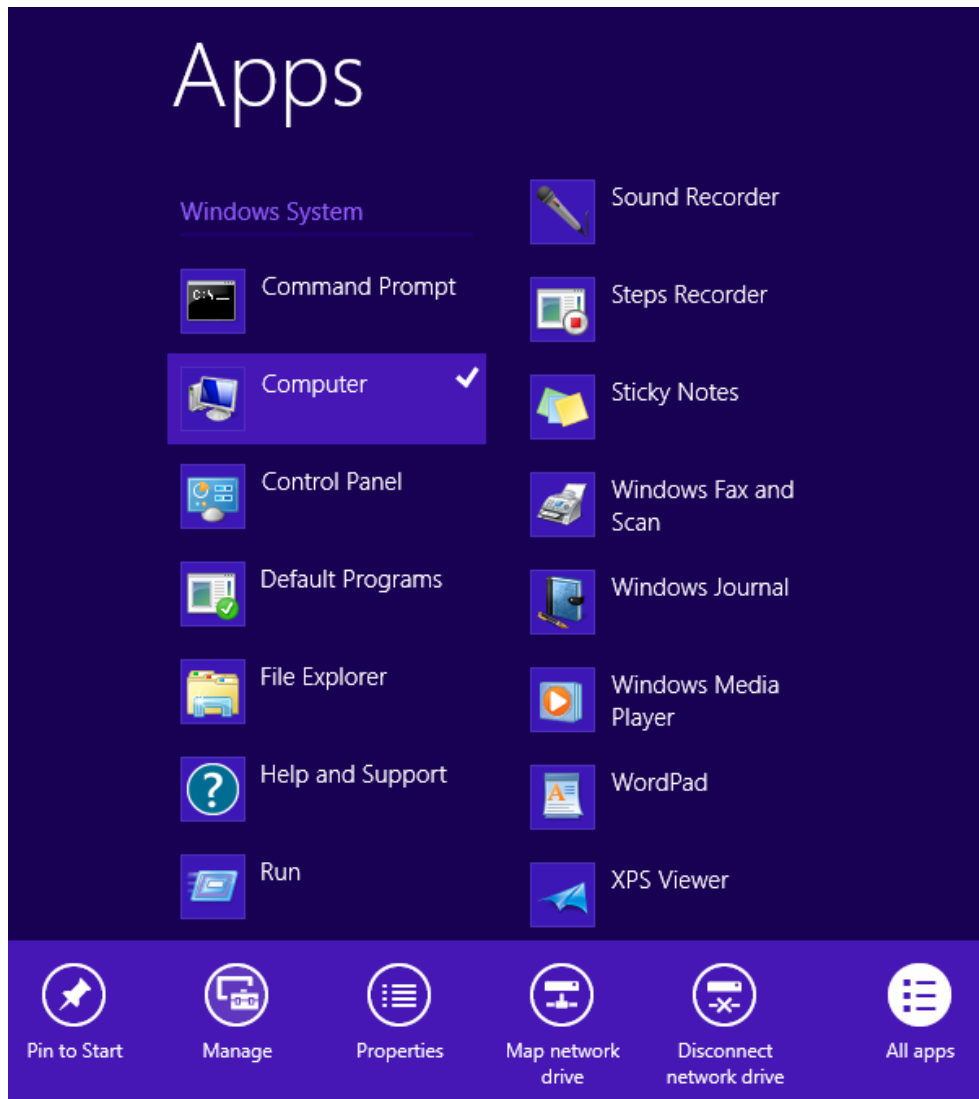 Apps
Windows System
Command Prompt
Computer
Control Panel
Default Programs
File Explorer
Help and Support
Run
Sound Recorder
Steps Recorder
Sticky Notes
Windows Fax and
Scan
Windows Journal
Windows Media
Player
WordPad
XPS Viewer
Pin to Start
Manage
Properties
Map network
drive
Disconnect
network drive
All apps